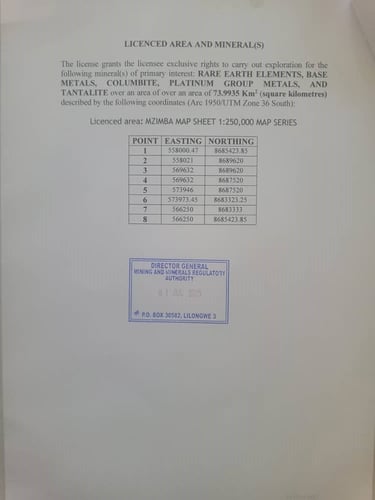 LICENCED AREA AND MINERAL(S)
The license grants the licensee exclusive rights to carry out exploration for the
following mineral(s) of primary interest: RARE EARTH ELEMENTS, BASE
METALS, COLUMBITE, PLATINUM GROUP METALS, AND
TANTALITE over an area of over an area of 73.9935 Km² (square kilometres)
described by the following coordinates (Arc 1950/UTM Zone 36 South):
Licenced area: MZIMBA MAP SHEET 1:250,000 MAP SERIES
POINT EASTING NORTHING
1 558000.47 8685423.85
2 558021 8689620
3 569632 8689620
4 569632 8687520
5 573946 8687520
6 573973.45 8683323.25
7 566250 8683333
8 566250 8685423.85
DIRECTOR GENERAL
MINING AND MINERALS REGULATORY
AUTHORITY
P.O. BOX 30582, LILONGWE 3